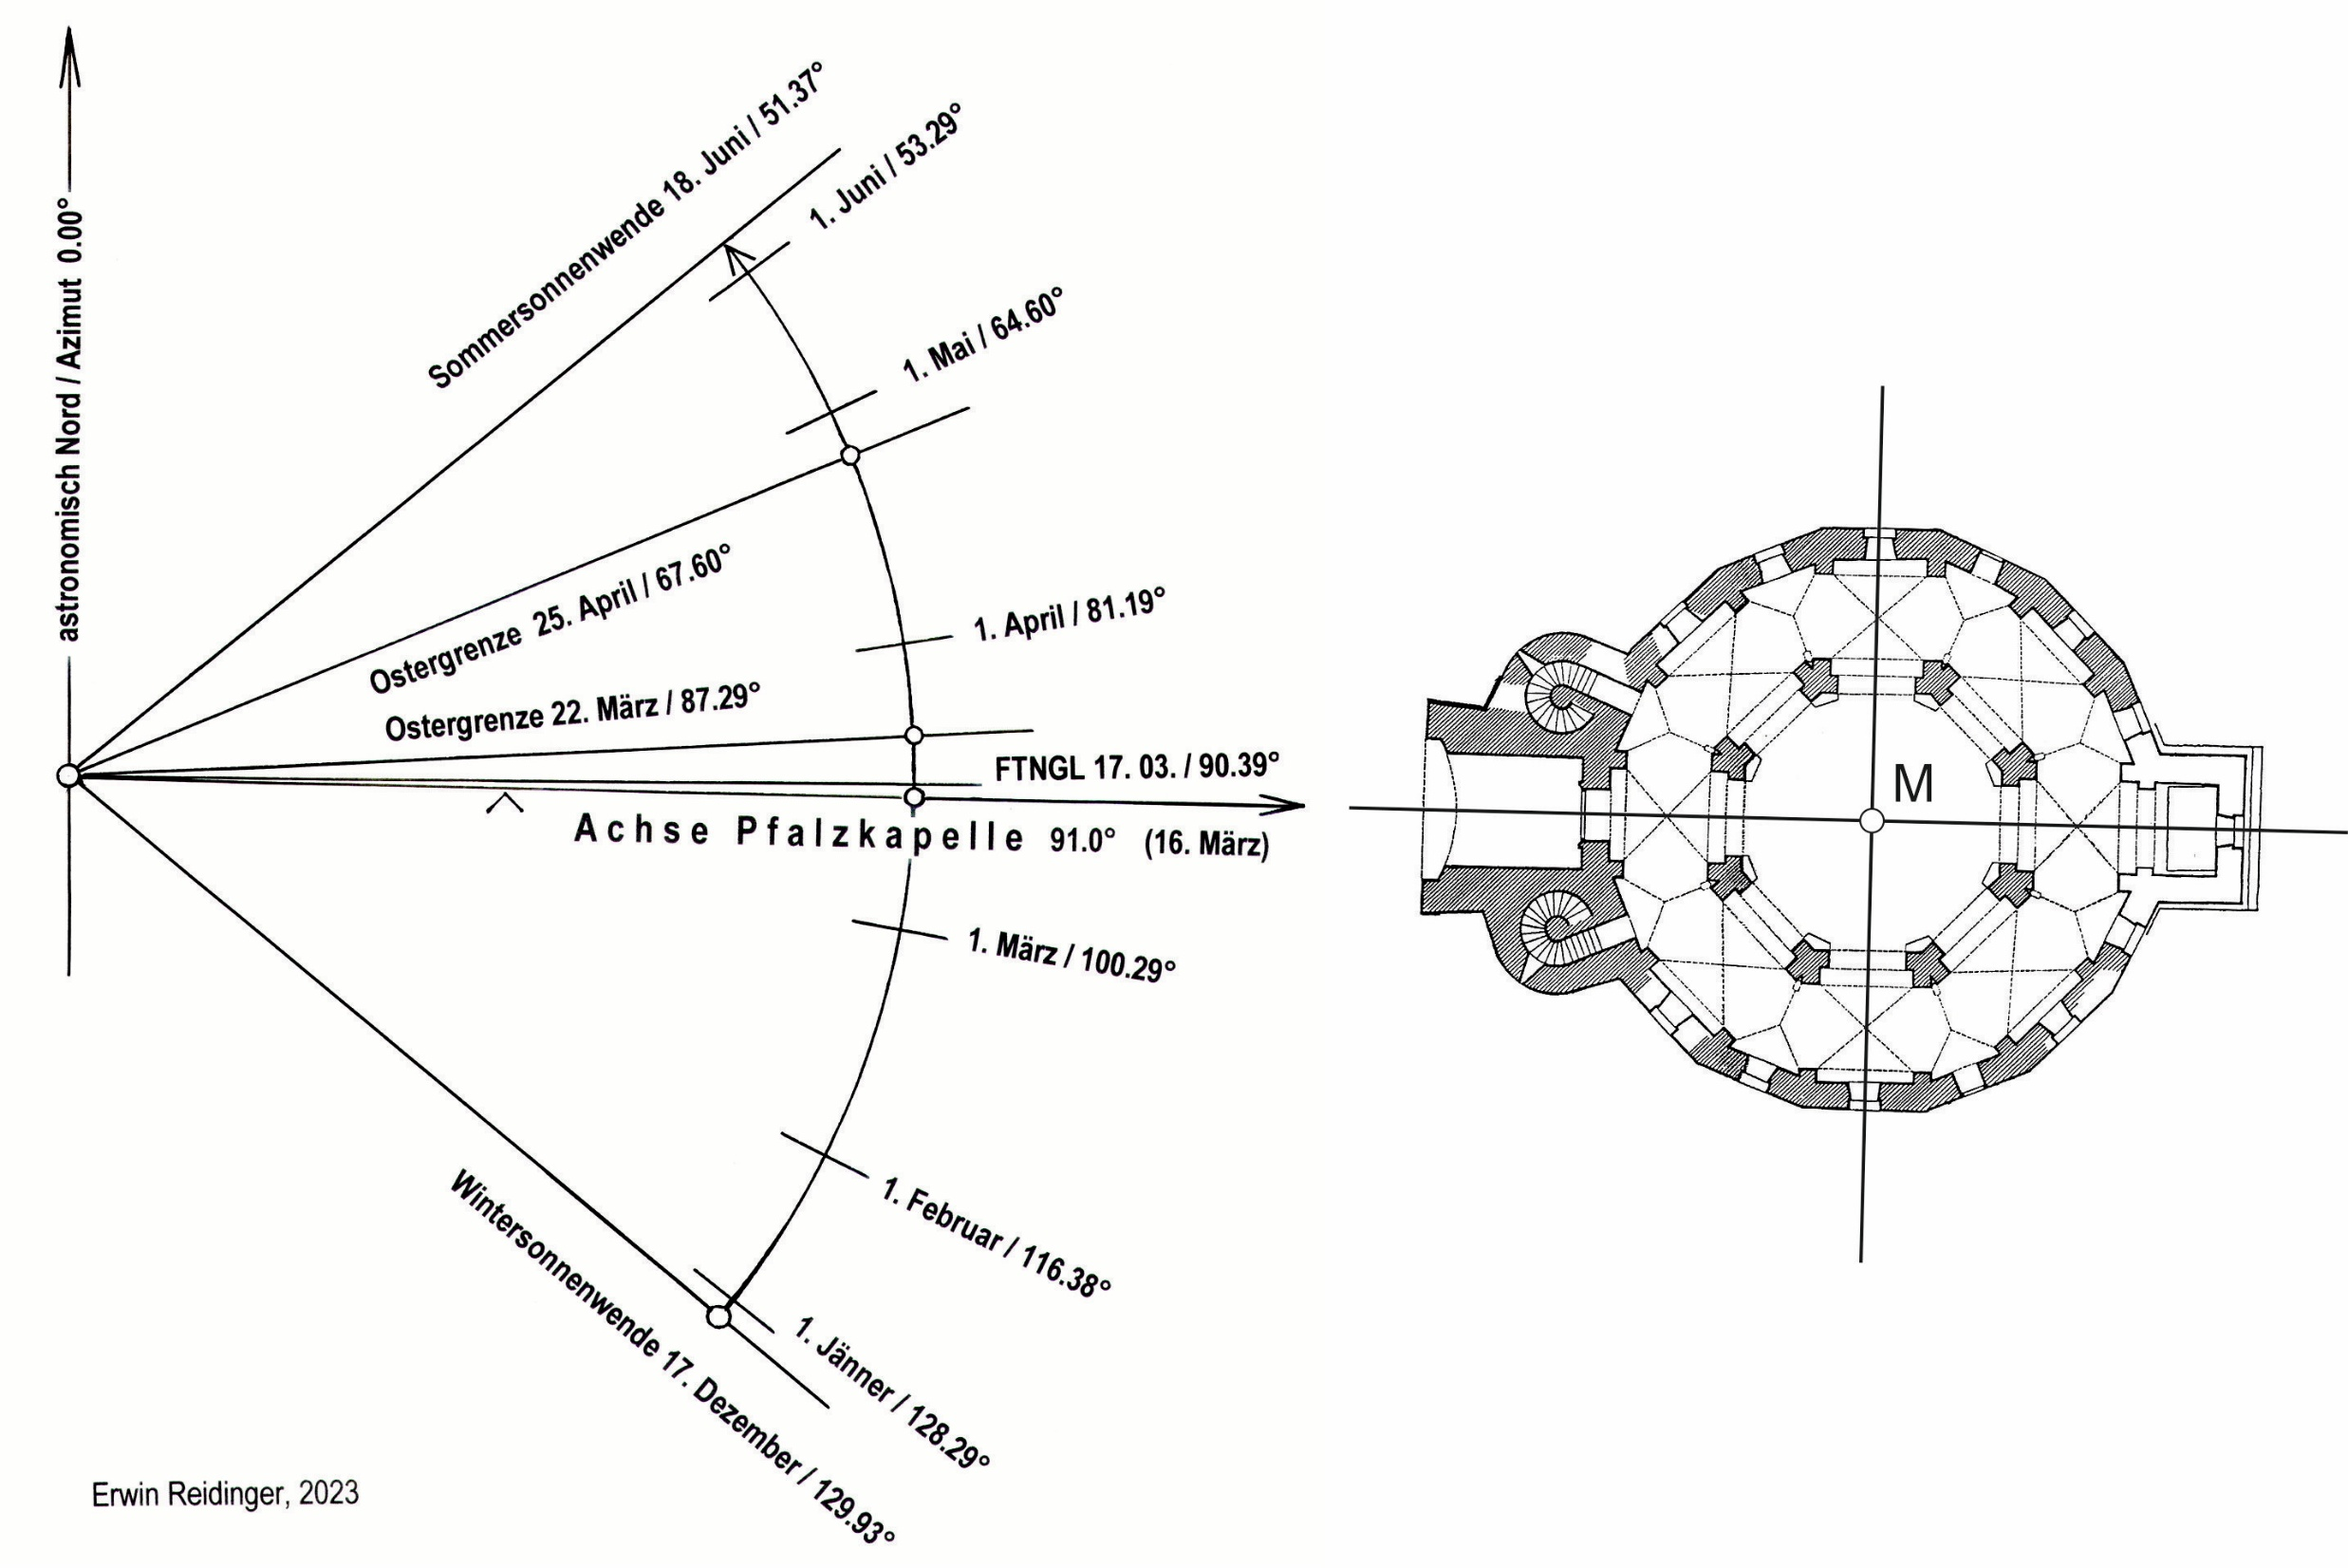 astronomisch Nord / Azimut 0.00°
Sommersonnenwende 18. Juni / 51.37°
1. Juni / 53.29°
1. Mai / 64.60°
Ostergrenze 25. April / 67.60°
1. April / 81.19°
Ostergrenze 22. März / 87.29°
FTNGL 17. 03. / 90.39°
Achse Pfalzkapelle 91.0° (16. März)
1. März / 100.29°
1. Februar / 116.38°
1. Jänner / 128.29°
Wintersonnenwende 17. Dezember / 129.93°
M
Erwin Reidinger, 2023